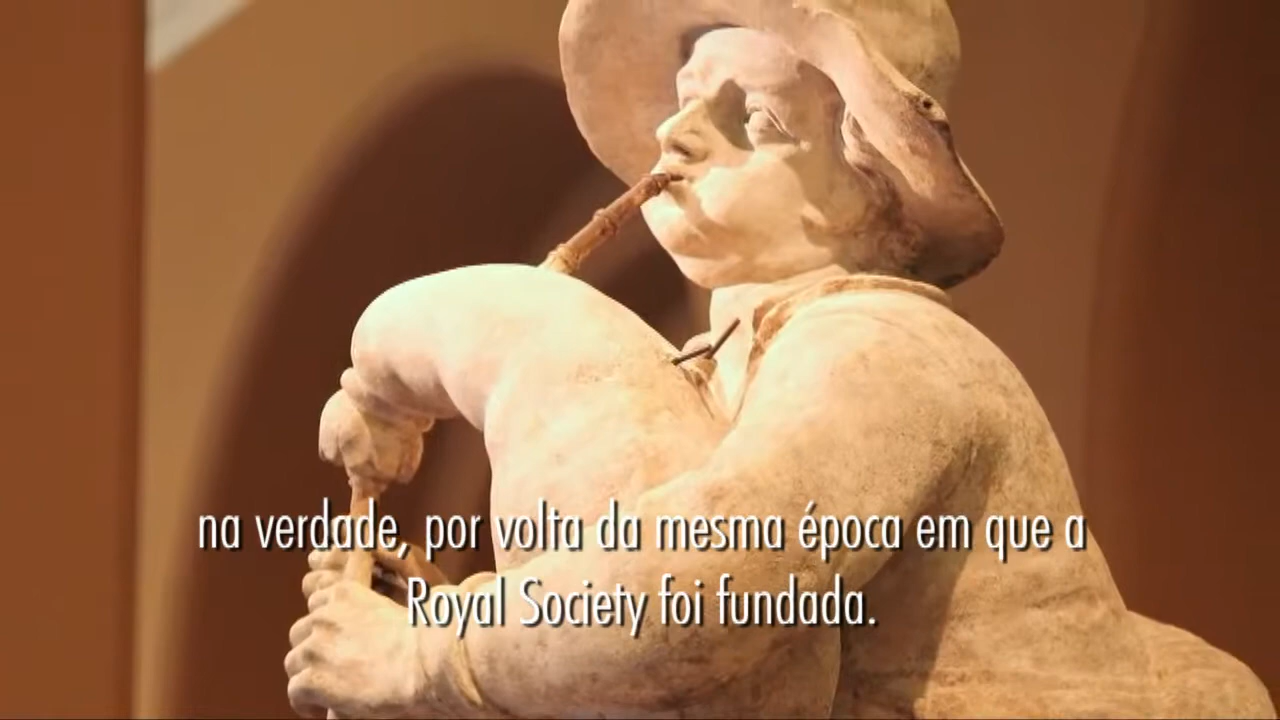 na verdade, por volta da mesma época em que a
Royal Society foi fundada.